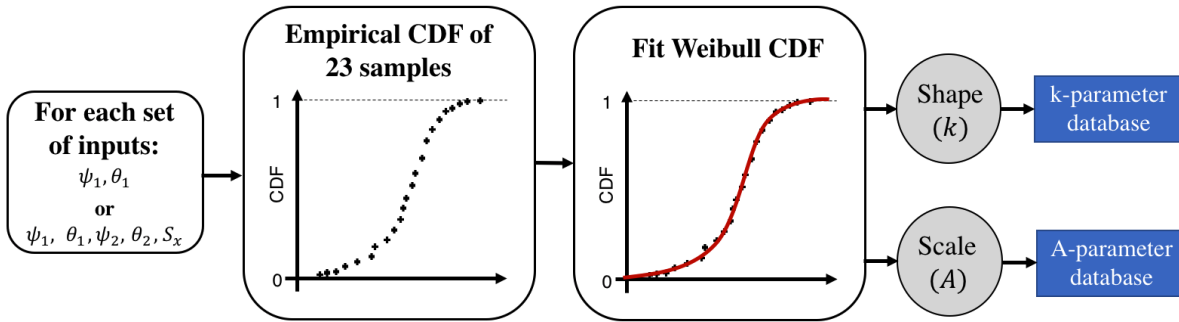 For each set
of inputs:
ψ₁, θ₁
or
ψ₁, θ₁, ψ₂, θ₂, Sₓ
Empirical CDF of
23 samples
1
CDF
0
Fit Weibull CDF
1
CDF
0
Shape
(k)
k-parameter
database
Scale
(A)
A-parameter
database